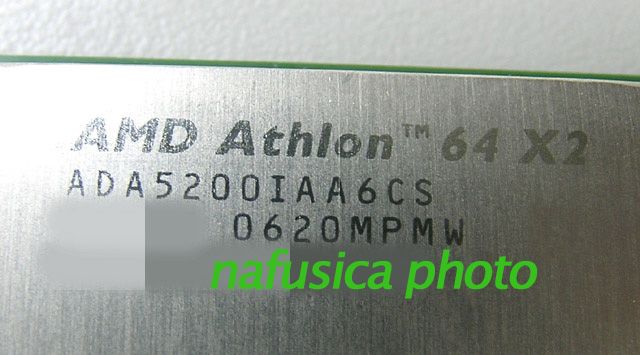 AMD Athlon™ 64 X2
ADA5200IAA6CS
0620MPMW
nafusica photo